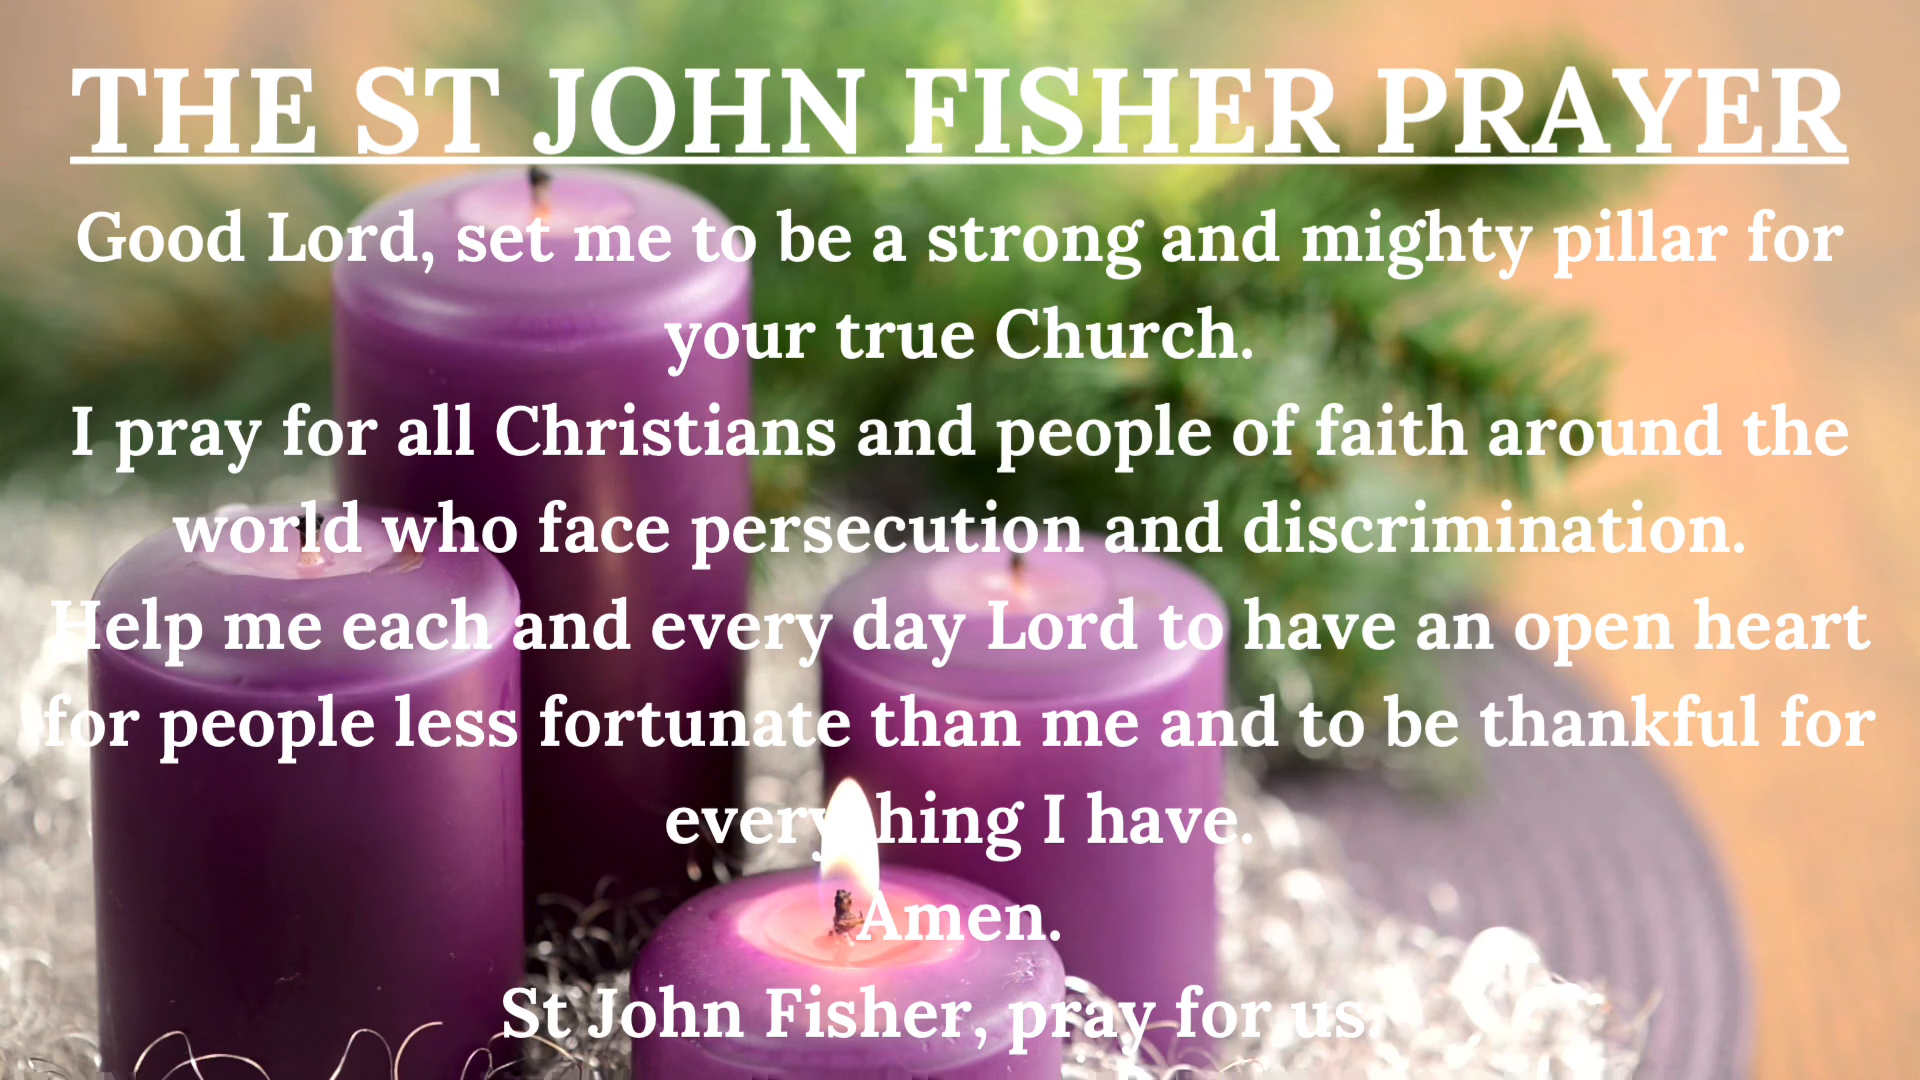 THE ST JOHN FISHER PRAYER
Good Lord, set me to be a strong and mighty pillar for
your true Church.
I pray for all Christians and people of faith around the
world who face persecution and discrimination.
Help me each and every day Lord to have an open heart
for people less fortunate than me and to be thankful for
everything I have.
Amen.
St John Fisher, pray for us.